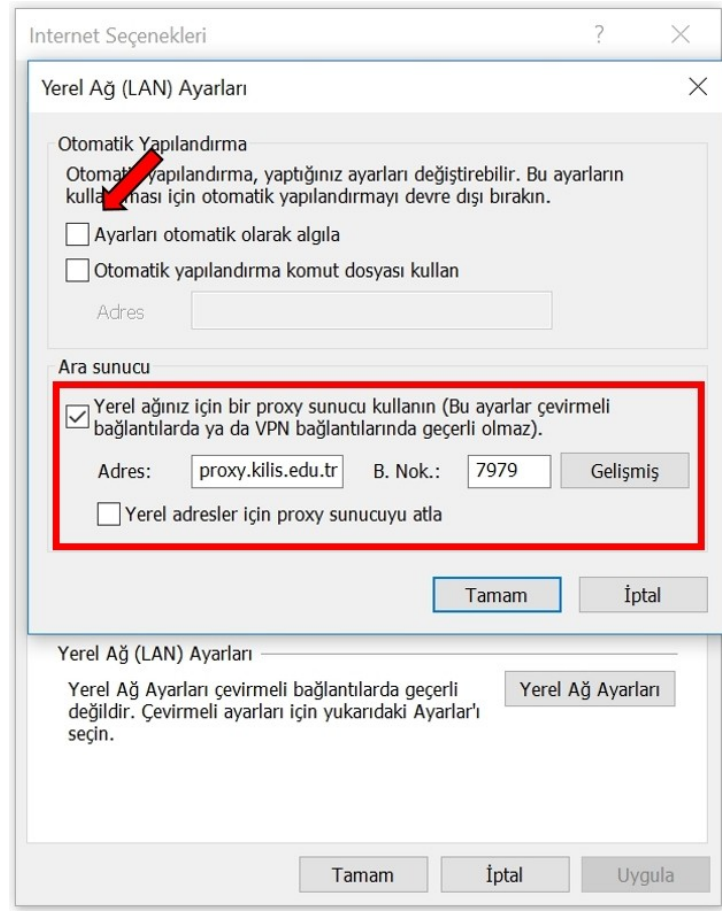 Internet Seçenekleri
Yerel Ağ (LAN) Ayarları
Otomatik Yapılandırma
Otomatik yapılandırma, yaptığınız ayarları değiştirebilir. Bu ayarların
kullanılması için otomatik yapılandırmayı devre dışı bırakın.
Ayarları otomatik olarak algıla
Otomatik yapılandırma komut dosyası kullan
Adres
Ara sunucu
Yerel ağınız için bir proxy sunucu kullanın (Bu ayarlar çevirmeli
bağlantılarda ya da VPN bağlantılarında geçerli olmaz).
Adres: proxy.kilis.edu.tr B. Nok.: 7979 Gelişmiş
Yerel adresler için proxy sunucuyu atla
Tamam İptal
Yerel Ağ (LAN) Ayarları
Yerel Ağ Ayarları çevirmeli bağlantılarda geçerli
değildir. Çevirmeli ayarları için yukarıdaki Ayarlar'ı
seçin.
Yerel Ağ Ayarları
Tamam İptal Uygula